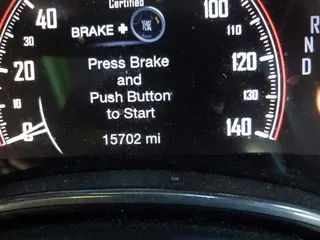 Certified
BRAKE +
Press Brake
and
Push Button
to Start
15702 mi
40
30
20
10
0
100
110
120
130
140
R
N
D